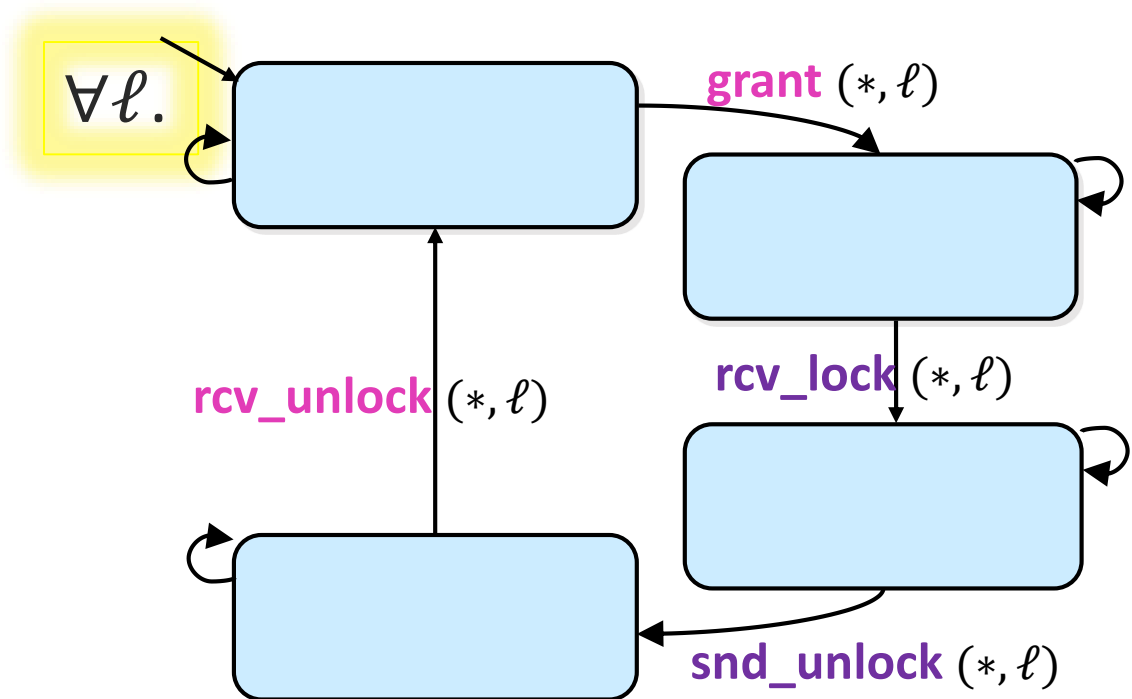 ∀ℓ.
grant (∗, ℓ)
rcv_lock (∗, ℓ)
rcv_unlock (∗, ℓ)
snd_unlock (∗, ℓ)